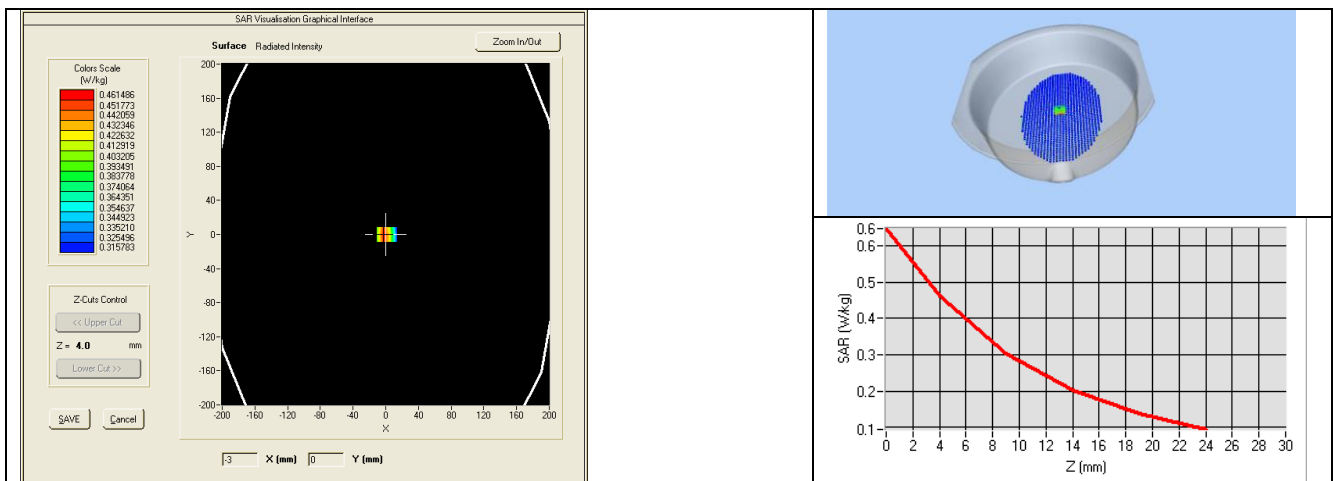 SAR Visualisation Graphical Interface
Surface Radiated Intensity
Zoom In/Out
Colors Scale
(W/kg)
0.461486
0.451773
0.442059
0.432346
0.422632
0.412919
0.403205
0.393491
0.383778
0.374064
0.364351
0.354637
0.344923
0.335210
0.325496
0.315783
Z-Cuts Control
<< Upper Cut
Z = 4.0 mm
Lower Cut >>
SAVE Cancel
200-
160-
120-
80-
40-
0-
-40-
-80-
-120-
-160-
-200-
Y
-200 -160 -120 -80 -40 0 40 80 120 160 200
X
-3 X (mm) 0 Y (mm)
0.6-
0.6-
0.5-
0.4-
0.3-
0.2-
0.1-
SAR (W/kg)
0 2 4 6 8 10 12 14 16 18 20 22 24 26 28 30
Z (mm)